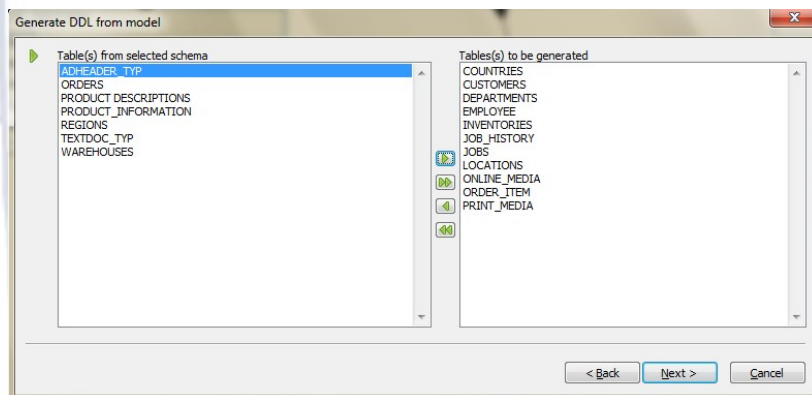 Generate DDL from model
Table(s) from selected schema
ADHEADER_TYP
ORDERS
PRODUCT DESCRIPTIONS
PRODUCT_INFORMATION
REGIONS
TEXTDOC_TYP
WAREHOUSES
Tables(s) to be generated
COUNTRIES
CUSTOMERS
DEPARTMENTS
EMPLOYEE
INVENTORIES
JOB_HISTORY
JOBS
LOCATIONS
ONLINE_MEDIA
ORDER_ITEM
PRINT_MEDIA
< Back
Next >
Cancel